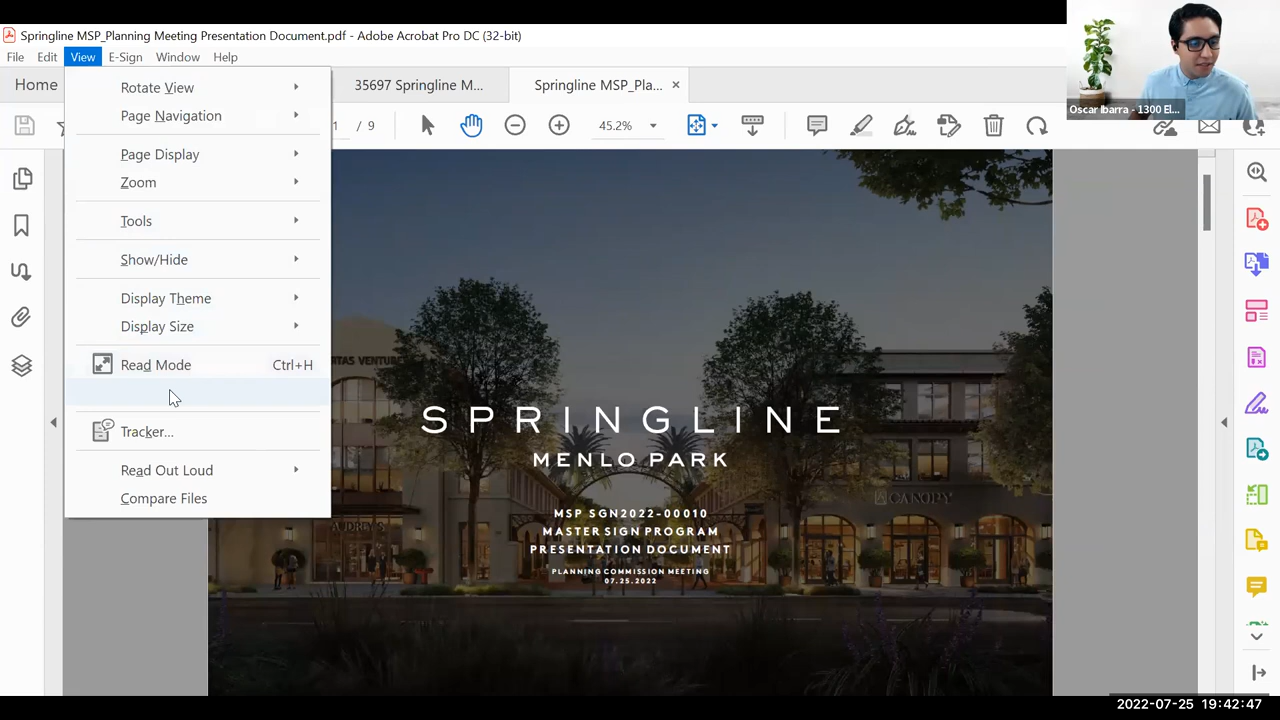 Springline MSP_Planning Meeting Presentation Document.pdf - Adobe Acrobat Pro DC (32-bit)
File Edit View E-Sign Window Help
Home 35697 Springline M... Springline MSP_Pla...
1 / 9 45.2%
Oscar Ibarra - 1300 El...
Rotate View
Page Navigation
Page Display
Zoom
Tools
Show/Hide
Display Theme
Display Size
Read Mode Ctrl+H
Tracker...
Read Out Loud
Compare Files
SPRINGLINE
MENLO PARK
MSP SGN2022-00010
MASTER SIGN PROGRAM
PRESENTATION DOCUMENT
PLANNING COMMISSION MEETING
07.25.2022
CANOPY
AUDREY'S
2022-07-25 19:42:47